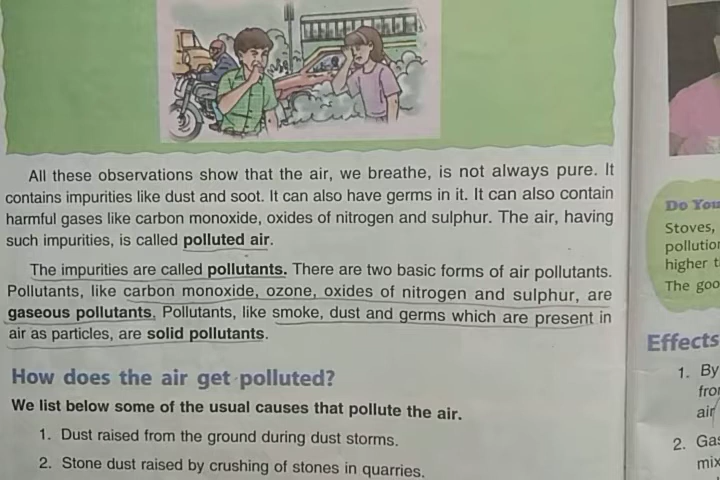 All these observations show that the air, we breathe, is not always pure. It
contains impurities like dust and soot. It can also have germs in it. It can also contain
harmful gases like carbon monoxide, oxides of nitrogen and sulphur. The air, having
such impurities, is called polluted air.
The impurities are called pollutants. There are two basic forms of air pollutants.
Pollutants, like carbon monoxide, ozone, oxides of nitrogen and sulphur, are
gaseous pollutants. Pollutants, like smoke, dust and germs which are present in
air as particles, are solid pollutants.
How does the air get polluted?
We list below some of the usual causes that pollute the air.
1. Dust raised from the ground during dust storms.
2. Stone dust raised by crushing of stones in quarries.
Do You
Stoves,
higher
The
Effects
1. By
2.